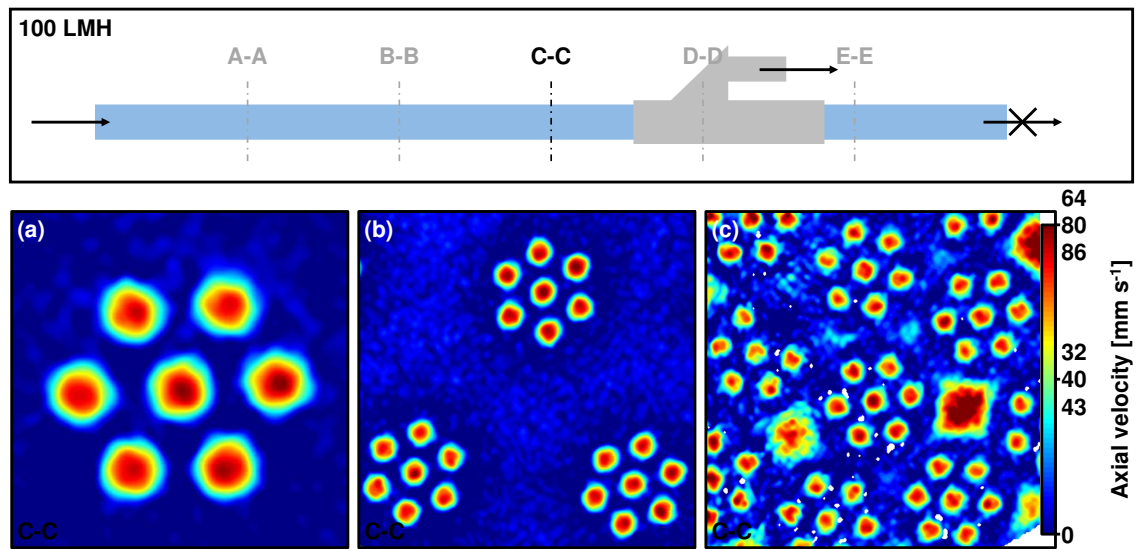 100 LMH
A-A B-B C-C D-D E-E
(a) (b) (c)
64
80
86
32
40
43
0
Axial velocity [mm s-1]
C-C C-C C-C